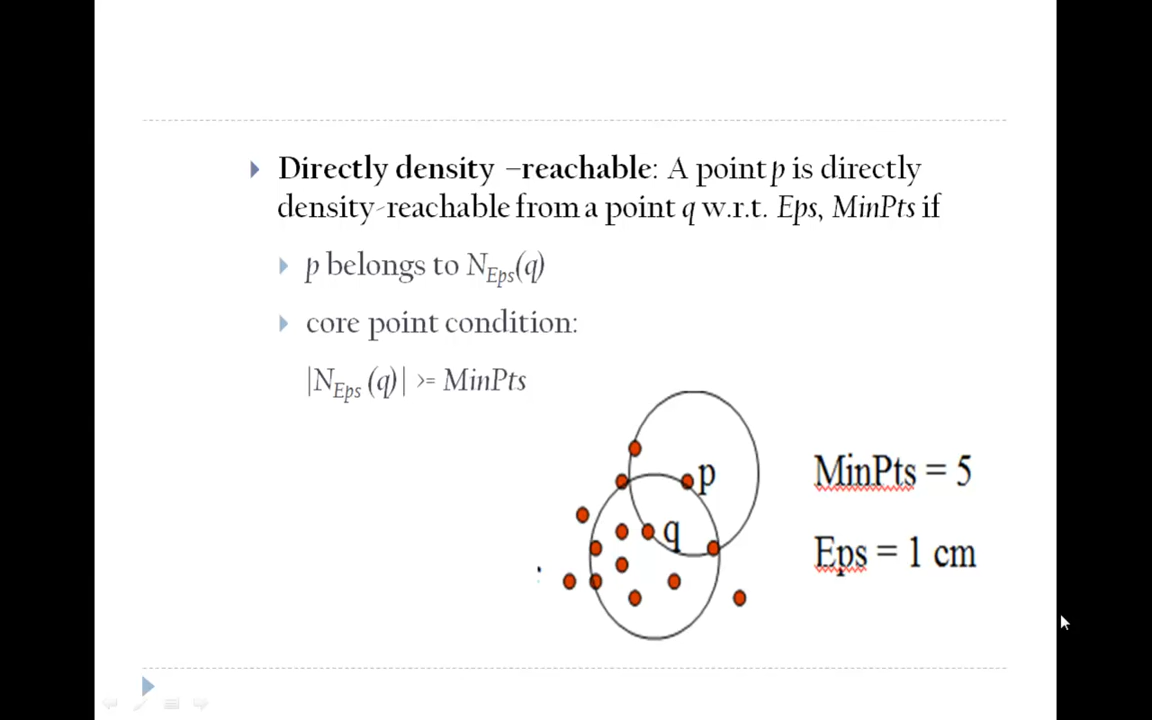 Directly density –reachable: A point p is directly
density-reachable from a point q w.r.t. Eps, MinPts if
p belongs to NEps(q)
core point condition:
|NEps (q)| >= MinPts
p
MinPts = 5
q
Eps = 1 cm